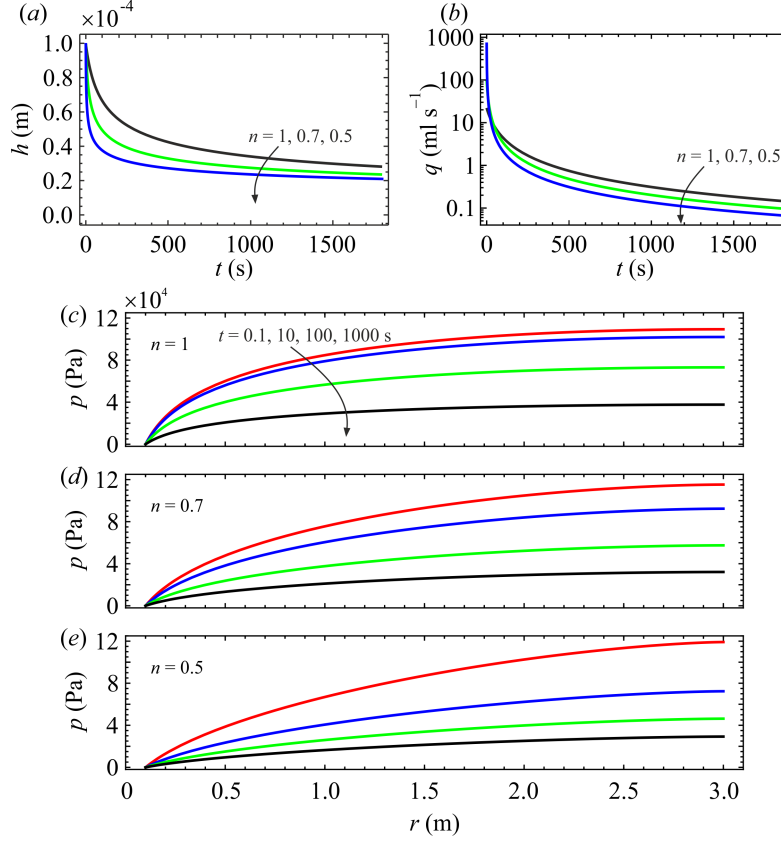 (a) ×10⁻⁴
1.0
0.8
0.6
0.4
0.2
0.0
h (m)
n = 1, 0.7, 0.5
0 500 1000 1500
t (s)
(b)
1000
100
10
1
0.1
q (ml s⁻¹)
n = 1, 0.7, 0.5
0 500 1000 1500
t (s)
×10⁴
(c)
12
8
4
0
p (Pa)
n = 1
t = 0.1, 10, 100, 1000 s
(d)
12
8
4
0
p (Pa)
n = 0.7
(e)
12
8
4
0
p (Pa)
n = 0.5
0 0.5 1.0 1.5 2.0 2.5 3.0
r (m)